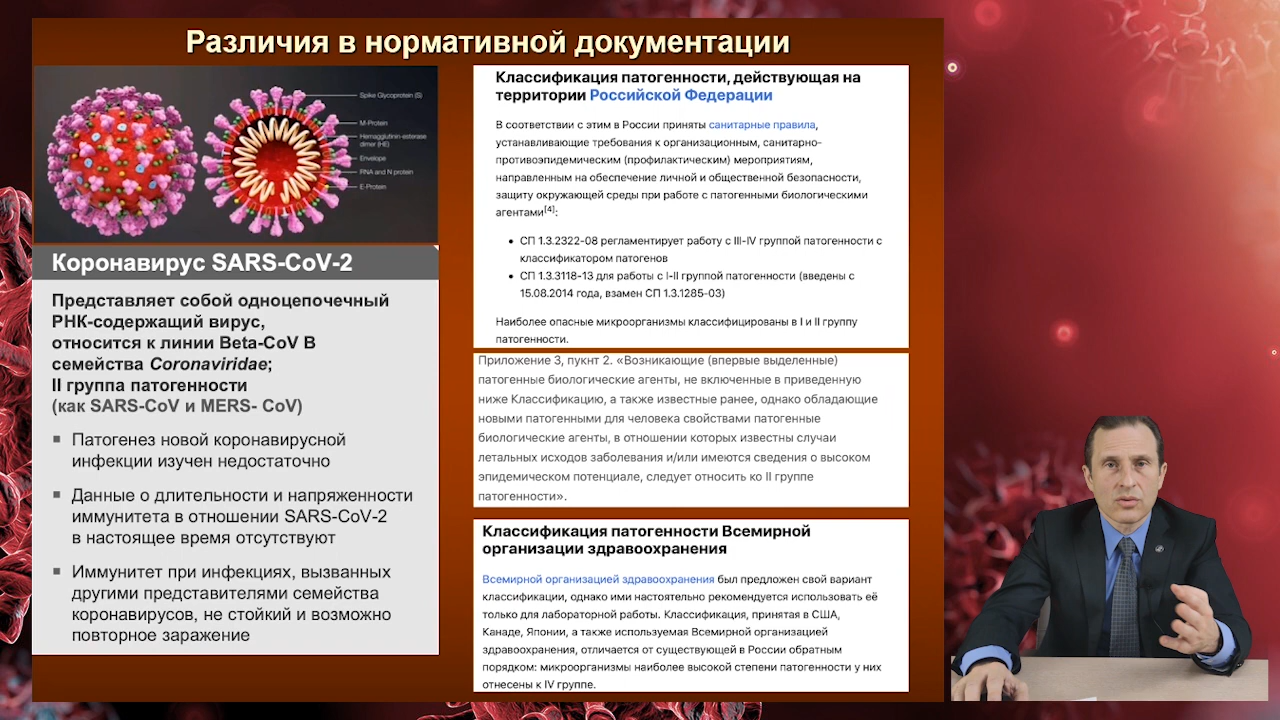 Различия в нормативной документации
Spike Glycoprotein (S)
M-Protein
Hemagglutinin-esterase
dimer (HE)
Envelope
RNA and N protein
E-Protein
Коронавирус SARS-CoV-2
Представляет собой одноцепочечный
РНК-содержащий вирус,
относится к линии Beta-CoV B
семейства Coronaviridae;
II группа патогенности
(как SARS-CoV и MERS- CoV)
Патогенез новой коронавирусной
инфекции изучен недостаточно
Данные о длительности и напряженности
иммунитета в отношении SARS-CoV-2
в настоящее время отсутствуют
Иммунитет при инфекциях, вызванных
другими представителями семейства
коронавирусов, не стойкий и возможно
повторное заражение
Классификация патогенности, действующая на
территории Российской Федерации
В соответствии с этим в России приняты санитарные правила,
устанавливающие требования к организационным, санитарно-
противоэпидемическим (профилактическим) мероприятиям,
направленным на обеспечение личной и общественной безопасности,
защиту окружающей среды при работе с патогенными биологическими
агентами[4]:
• СП 1.3.2322-08 регламентирует работу с III-IV группой патогенности с
классификатором патогенов
• СП 1.3.3118-13 для работы с I-II группой патогенности (введены с
15.08.2014 года, взамен СП 1.3.1285-03)
Наиболее опасные микроорганизмы классифицированы в I и II группу
патогенности.
Приложение 3, пукнт 2. «Возникающие (впервые выделенные)
патогенные биологические агенты, не включенные в приведенную
ниже Классификацию, а также известные ранее, однако обладающие
новыми патогенными для человека свойствами патогенные
биологические агенты, в отношении которых известны случаи
летальных исходов заболевания и/или имеются сведения о высоком
эпидемическом потенциале, следует относить ко II группе
патогенности».
Классификация патогенности Всемирной
организации здравоохранения
Всемирной организацией здравоохранения был предложен свой вариант
классификации, однако ими настоятельно рекомендуется использовать её
только для лабораторной работы. Классификация, принятая в США,
Канаде, Японии, а также используемая Всемирной организацией
здравоохранения, отличается от существующей в России обратным
порядком: микроорганизмы наиболее высокой степени патогенности у них
отнесены к IV группе.